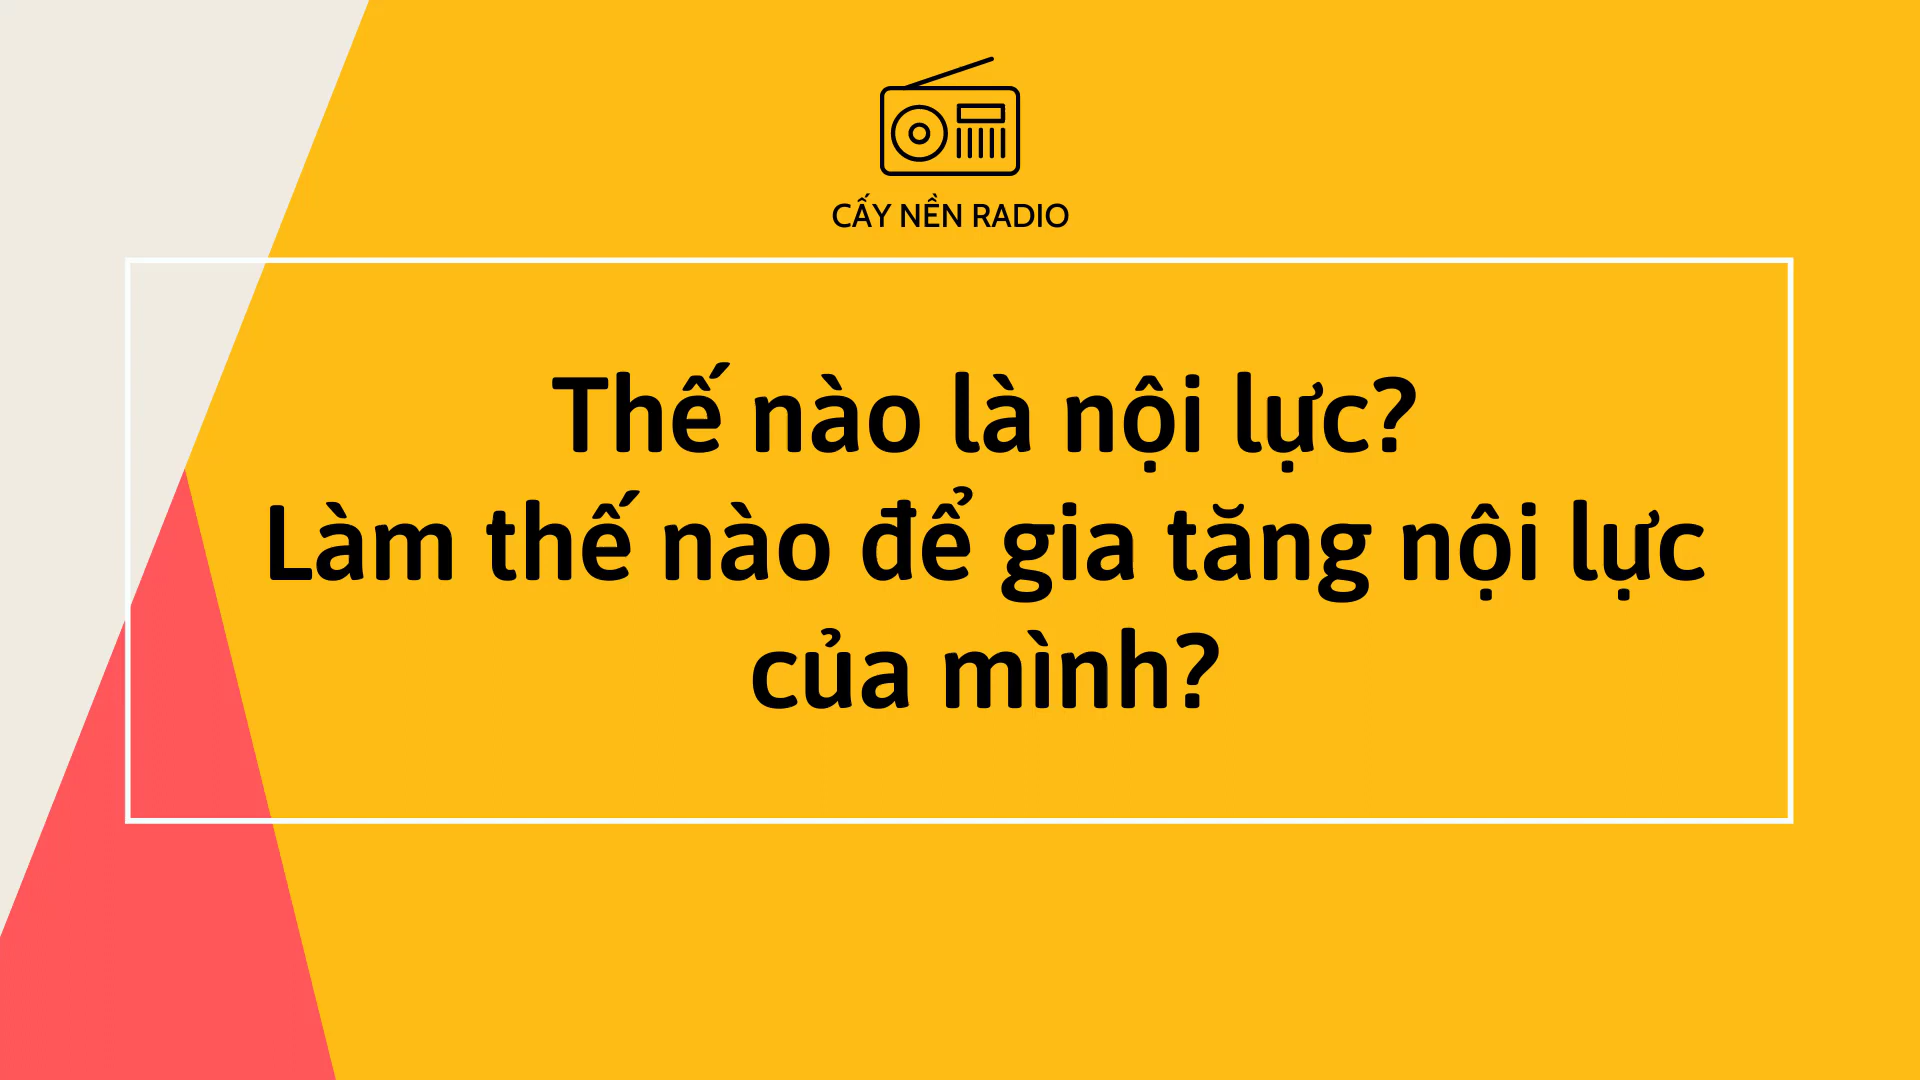 CẤY NỀN RADIO
Thế nào là nội lực?
Làm thế nào để gia tăng nội lực
của mình?